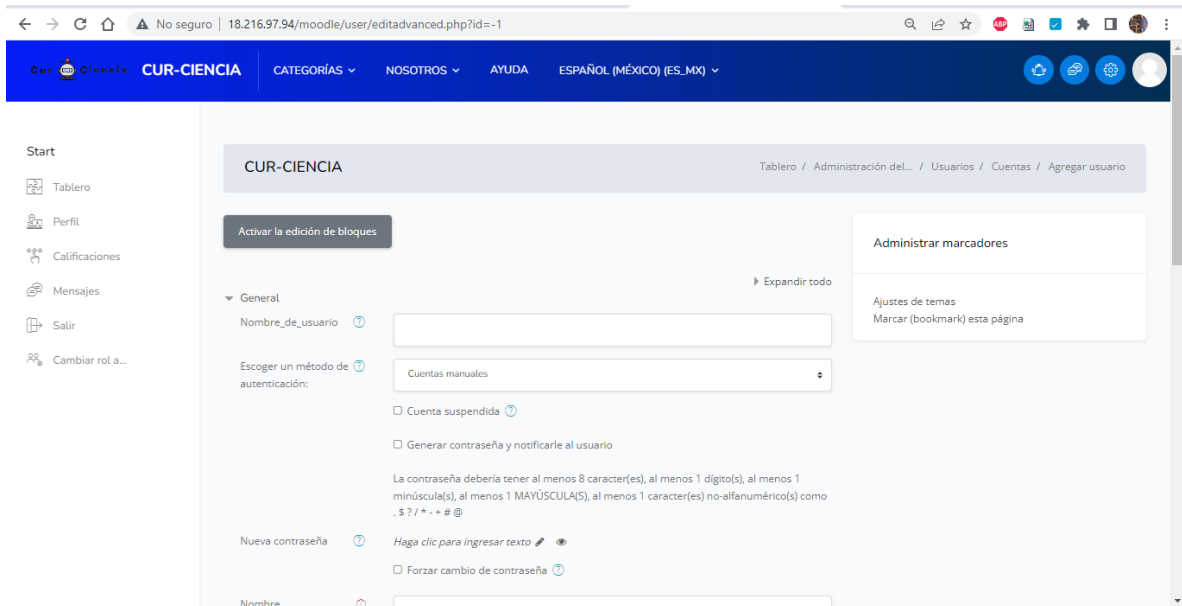 No seguro | 18.216.97.94/moodle/user/editadvanced.php?id=-1
ABP
Cur Ciencia CUR-CIENCIA CATEGORÍAS NOSOTROS AYUDA ESPAÑOL (MÉXICO) (ES_MX)
Start
Tablero
Perfil
Calificaciones
Mensajes
Salir
Cambiar rol a...
CUR-CIENCIA
Tablero / Administración del... / Usuarios / Cuentas / Agregar usuario
Activar la edición de bloques
Expandir todo
General
Nombre_de_usuario
Escoger un método de
autenticación:
Cuentas manuales
Cuenta suspendida
Generar contraseña y notificarle al usuario
La contraseña debería tener al menos 8 caracter(es), al menos 1 dígito(s), al menos 1
minúscula(s), al menos 1 MAYÚSCULA(S), al menos 1 caracter(es) no-alfanumérico(s) como
. $ ? / * - + # @
Nueva contraseña
Haga clic para ingresar texto
Forzar cambio de contraseña
Nombre
Administrar marcadores
Ajustes de temas
Marcar (bookmark) esta página